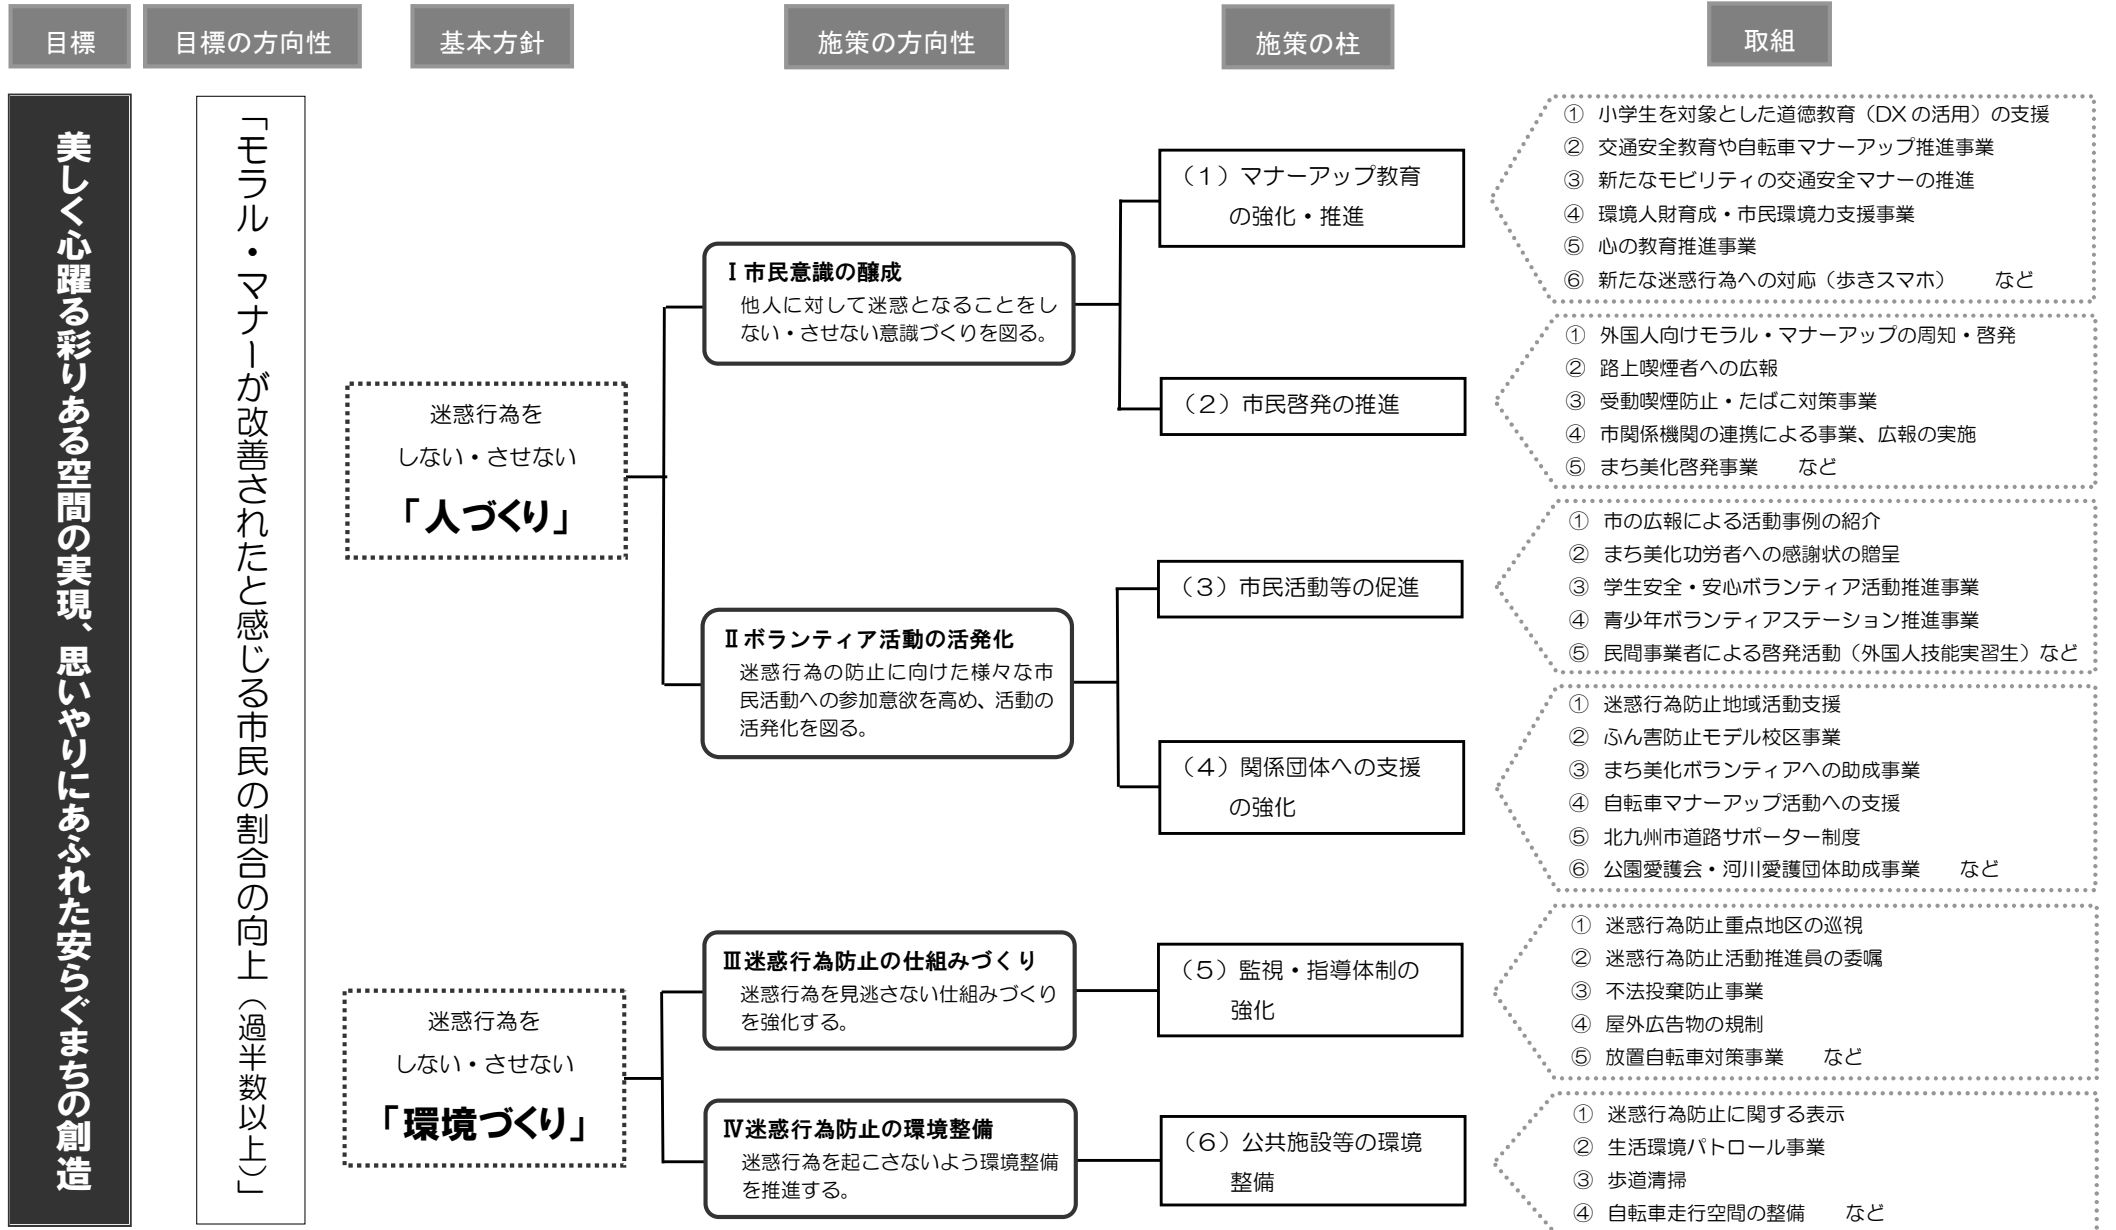 目標
目標の方向性
基本方針
施策の方向性
施策の柱
取組
美しく心躍る彩りある空間の実現、思いやりにあふれた安らぐまちの創造
「モラル・マナーが改善されたと感じる市民の割合の向上（過半数以上）」
迷惑行為を
しない・させない
「人づくり」
Ⅰ市民意識の醸成
他人に対して迷惑となることをし
ない・させない意識づくりを図る。
（１）マナーアップ教育
の強化・推進
① 小学生を対象とした道徳教育（DXの活用）の支援
② 交通安全教育や自転車マナーアップ推進事業
③ 新たなモビリティの交通安全マナーの推進
④ 環境人財育成・市民環境力支援事業
⑤ 心の教育推進事業
⑥ 新たな迷惑行為への対応（歩きスマホ）　　など
（２）市民啓発の推進
① 外国人向けモラル・マナーアップの周知・啓発
② 路上喫煙者への広報
③ 受動喫煙防止・たばこ対策事業
④ 市関係機関の連携による事業、広報の実施
⑤ まち美化啓発事業　　など
Ⅱボランティア活動の活発化
迷惑行為の防止に向けた様々な市
民活動への参加意欲を高め、活動の
活発化を図る。
（３）市民活動等の促進
① 市の広報による活動事例の紹介
② まち美化功労者への感謝状の贈呈
③ 学生安全・安心ボランティア活動推進事業
④ 青少年ボランティアステーション推進事業
⑤ 民間事業者による啓発活動（外国人技能実習生）など
（４）関係団体への支援
の強化
① 迷惑行為防止地域活動支援
② ふん害防止モデル校区事業
③ まち美化ボランティアへの助成事業
④ 自転車マナーアップ活動への支援
⑤ 北九州市道路サポーター制度
⑥ 公園愛護会・河川愛護団体助成事業　　など
迷惑行為を
しない・させない
「環境づくり」
Ⅲ迷惑行為防止の仕組みづくり
迷惑行為を見逃さない仕組みづくり
を強化する。
（５）監視・指導体制の
強化
① 迷惑行為防止重点地区の巡視
② 迷惑行為防止活動推進員の委嘱
③ 不法投棄防止事業
④ 屋外広告物の規制
⑤ 放置自転車対策事業　　など
Ⅳ迷惑行為防止の環境整備
迷惑行為を起こさないよう環境整備
を推進する。
（６）公共施設等の環境
整備
① 迷惑行為防止に関する表示
② 生活環境パトロール事業
③ 歩道清掃
④ 自転車走行空間の整備　　など